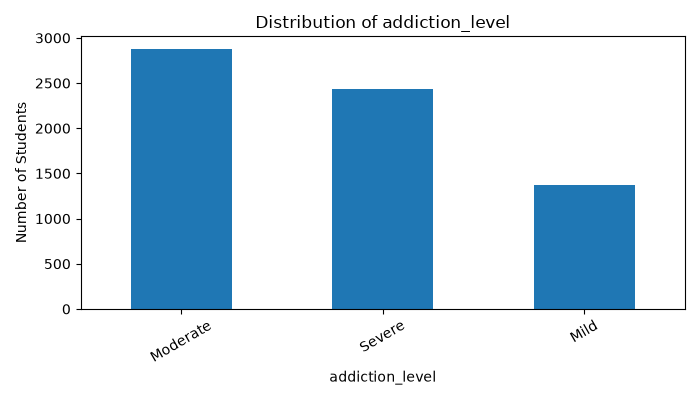 Distribution of addiction_level
Number of Students
3000
2500
2000
1500
1000
500
0
Moderate
Severe
Mild
addiction_level